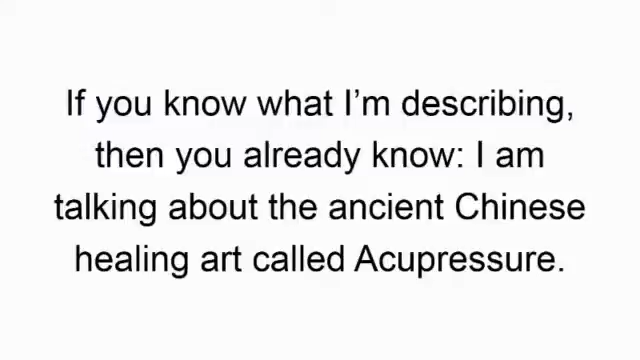 If you know what I’m describing,
then you already know: I am
talking about the ancient Chinese
healing art called Acupressure.